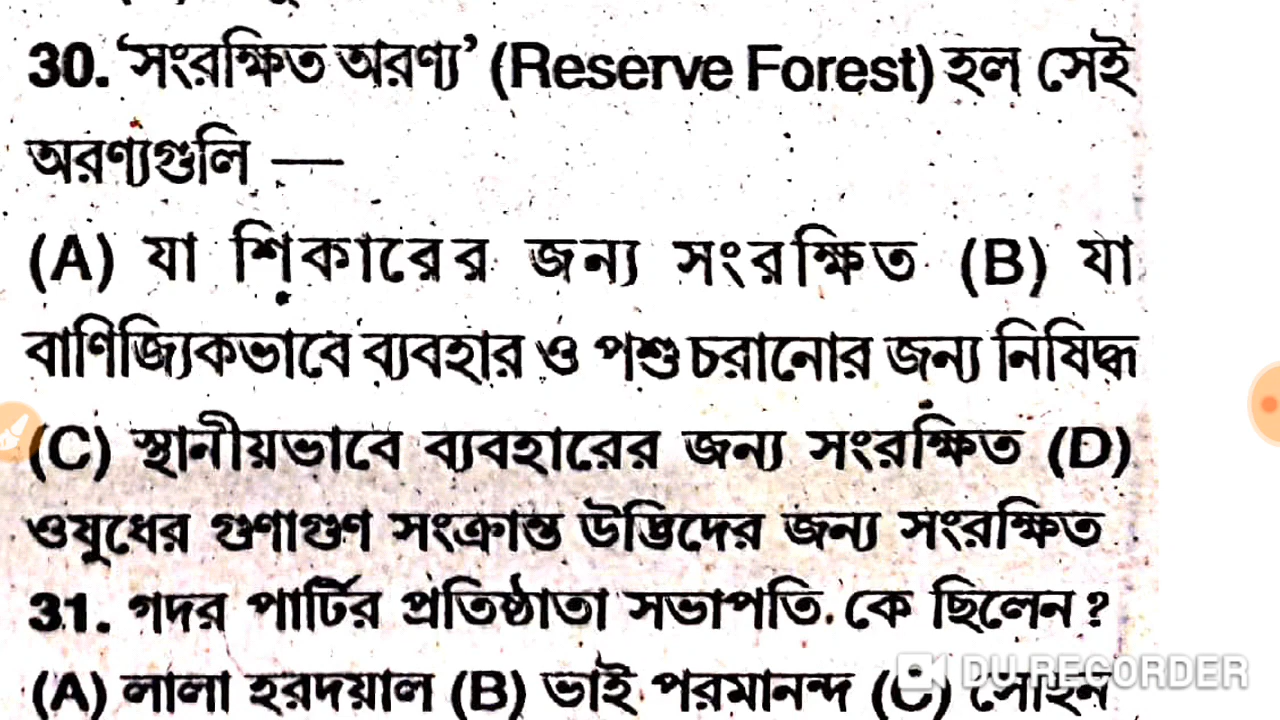 30. ‘সংরক্ষিত অরণ্য’ (Reserve Forest) হল সেই
অরণ্যগুলি —
(A) যা শিকারের জন্য সংরক্ষিত (B) যা
বাণিজ্যিকভাবে ব্যবহার ও পশু চরানোর জন্য নিষিদ্ধ
(C) স্থানীয়ভাবে ব্যবহারের জন্য সংরক্ষিত (D)
ওষুধের গুণাগুণ সংক্রান্ত উদ্ভিদের জন্য সংরক্ষিত
31. গদর পার্টির প্রতিষ্ঠাতা সভাপতি কে ছিলেন?
(A) লালা হরদয়াল (B) ভাই পরমানন্দ (C) সোহন
DU RECORDER